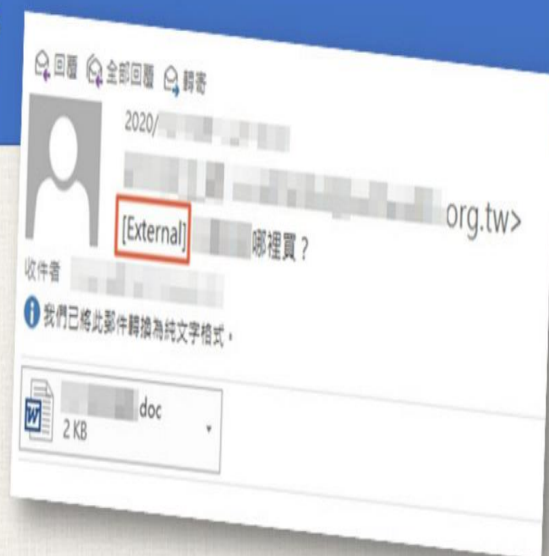 回覆 全部回覆 轉寄
2020/
org.tw>
[External] 哪裡買？
收件者
我們已將此郵件轉換為純文字格式。
doc
2 KB